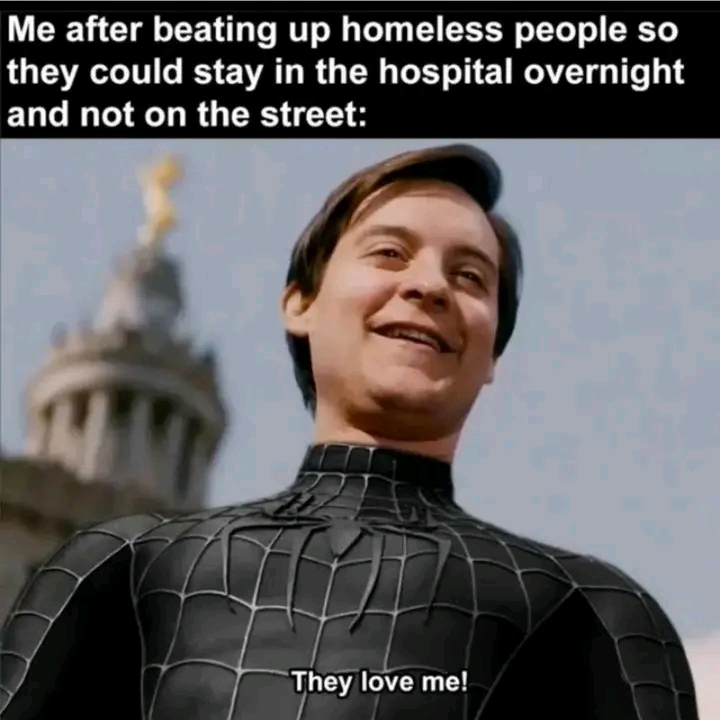 Me after beating up homeless people so
they could stay in the hospital overnight
and not on the street:
They love me!